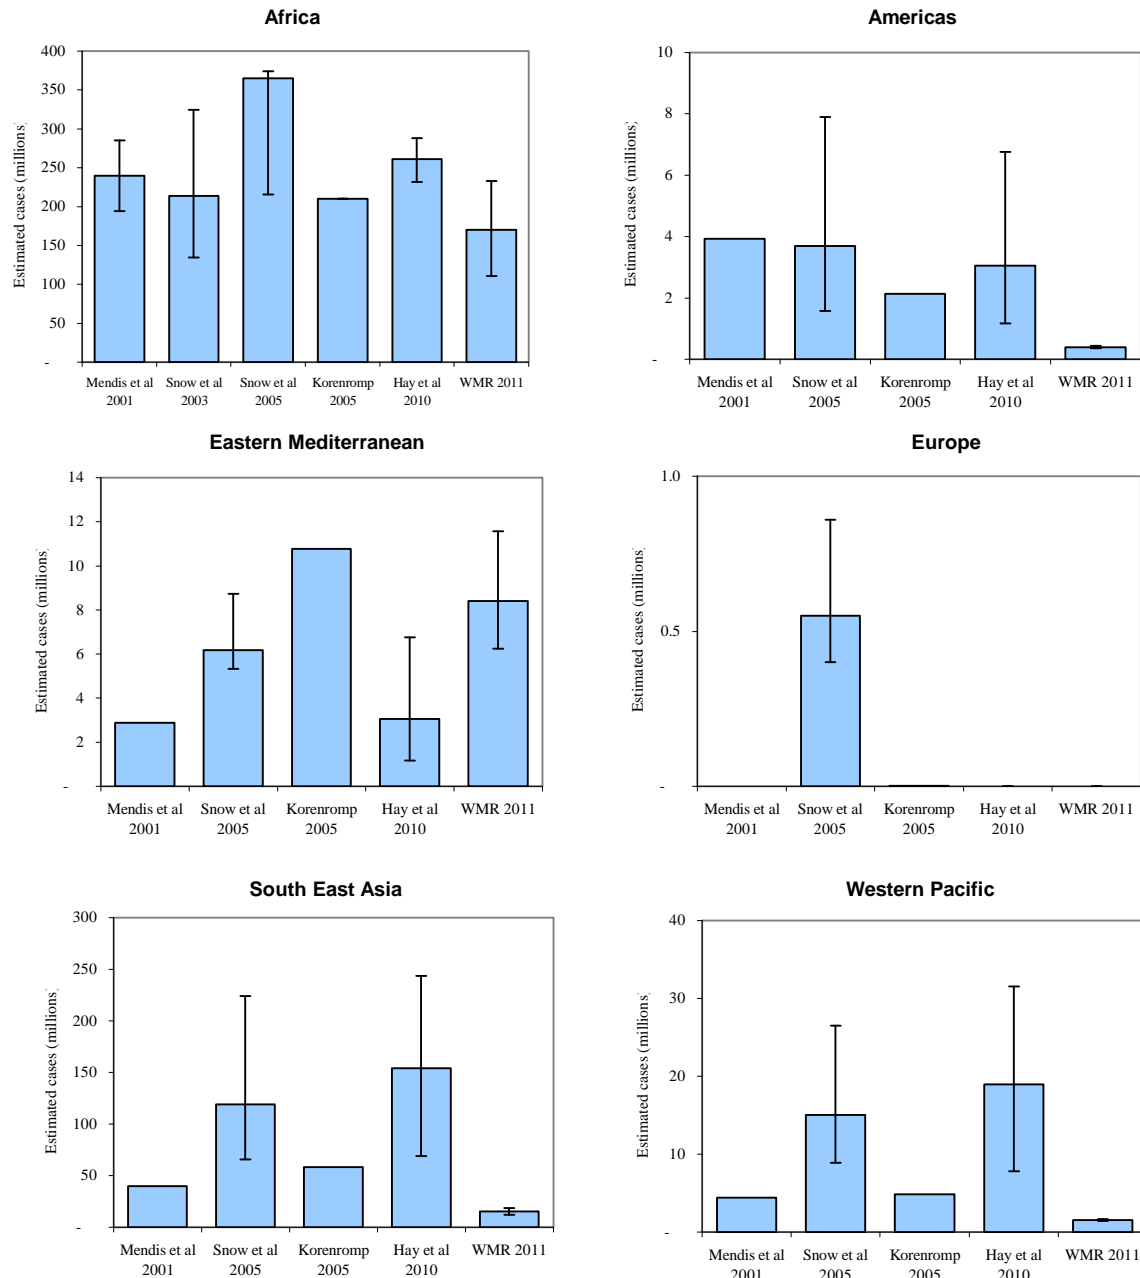 Africa
Estimated cases (millions)
400
350
300
250
200
150
100
50
-
Mendis et al 2001
Snow et al 2003
Snow et al 2005
Korenromp 2005
Hay et al 2010
WMR 2011
Americas
Estimated cases (millions)
10
8
6
4
2
-
Mendis et al 2001
Snow et al 2005
Korenromp 2005
Hay et al 2010
WMR 2011
Eastern Mediterranean
Estimated cases (millions)
14
12
10
8
6
4
2
-
Mendis et al 2001
Snow et al 2005
Korenromp 2005
Hay et al 2010
WMR 2011
Europe
Estimated cases (millions)
1.0
0.5
-
Mendis et al 2001
Snow et al 2005
Korenromp 2005
Hay et al 2010
WMR 2011
South East Asia
Estimated cases (millions)
300
250
200
150
100
50
-
Mendis et al 2001
Snow et al 2005
Korenromp 2005
Hay et al 2010
WMR 2011
Western Pacific
Estimated cases (millions)
40
30
20
10
-
Mendis et al 2001
Snow et al 2005
Korenromp 2005
Hay et al 2010
WMR 2011